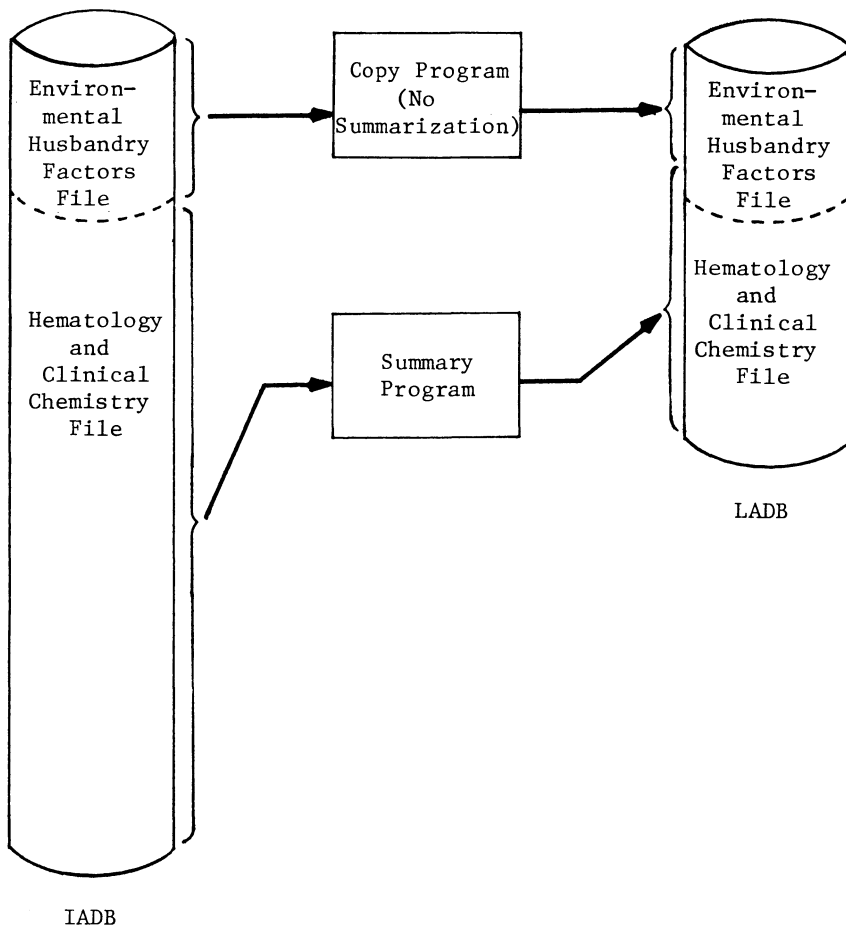 Environ-
mental
Husbandry
Factors
File
Hematology
and
Clinical
Chemistry
File
IADB
Copy Program
(No
Summarization)
Summary
Program
Environ-
mental
Husbandry
Factors
File
Hematology
and
Clinical
Chemistry
File
LADB